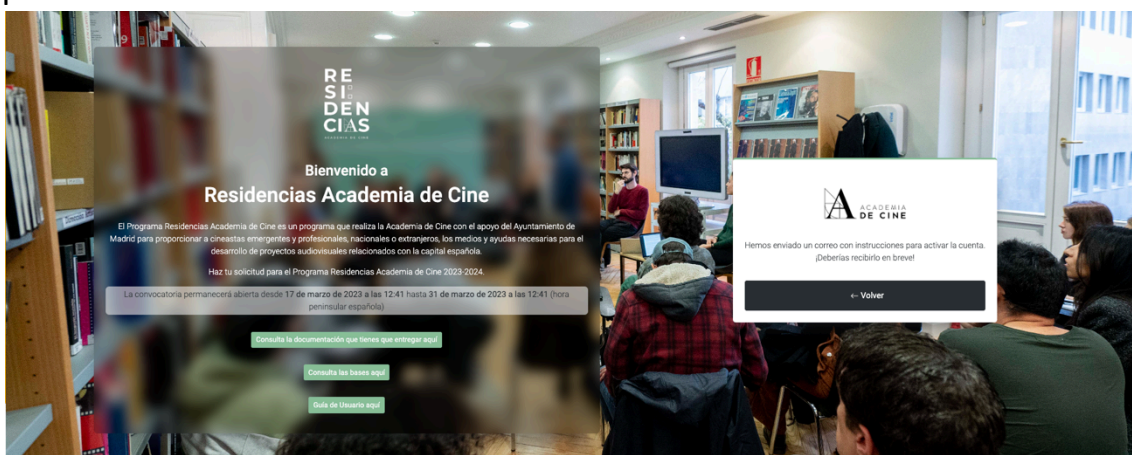 RE
SI
DEN
CIAS
ACADEMIA DE CINE
Bienvenido a
Residencias Academia de Cine
El Programa Residencias Academia de Cine es un programa que realiza la Academia de Cine con el apoyo del Ayuntamiento de
Madrid para proporcionar a cineastas emergentes y profesionales, nacionales o extranjeros, los medios y ayudas necesarias para el
desarrollo de proyectos audiovisuales relacionados con la capital española.
Haz tu solicitud para el Programa Residencias Academia de Cine 2023-2024.
La convocatoria permanecerá abierta desde 17 de marzo de 2023 a las 12:41 hasta 31 de marzo de 2023 a las 12:41 (hora
peninsular española)
Consulta la documentación que tienes que entregar aquí
Consulta las bases aquí
Guía de Usuario aquí
ACADEMIA
DE CINE
Hemos enviado un correo con instrucciones para activar la cuenta.
¡Deberías recibirlo en breve!
← Volver